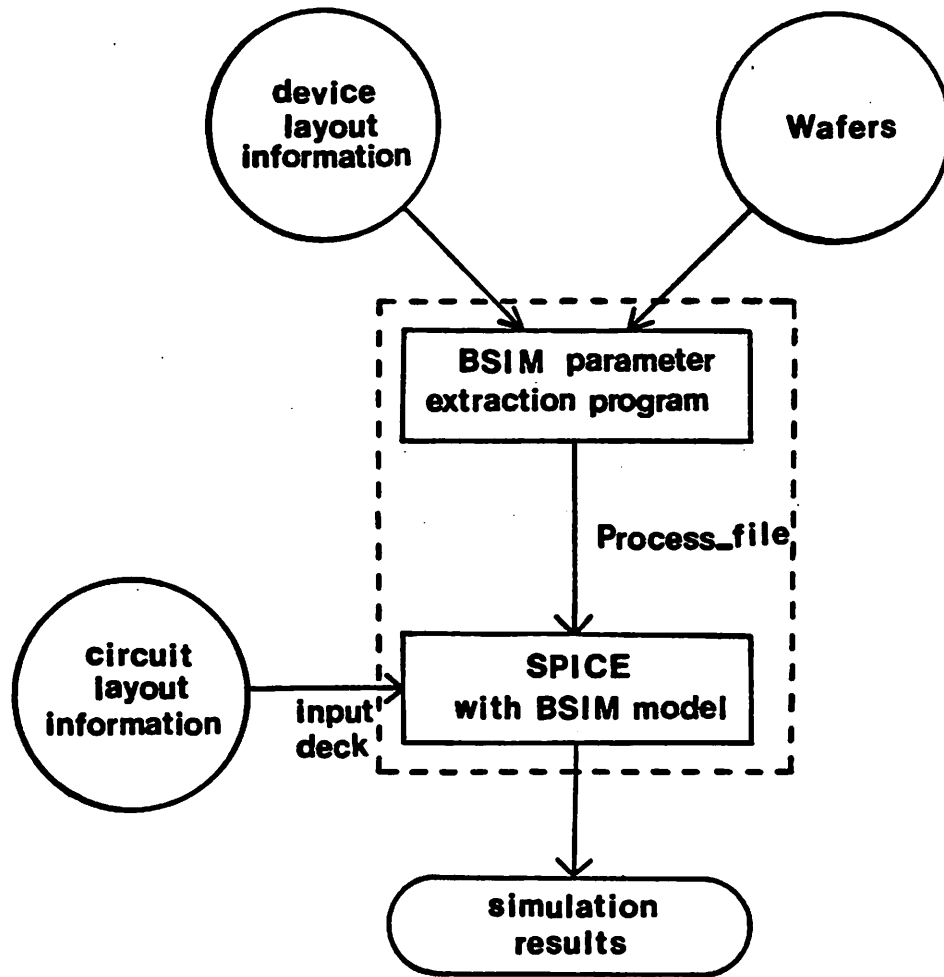 device
layout
information
Wafers
BSIM parameter
extraction program
Process_file
circuit
layout
information
input
deck
SPICE
with BSIM model
simulation
results